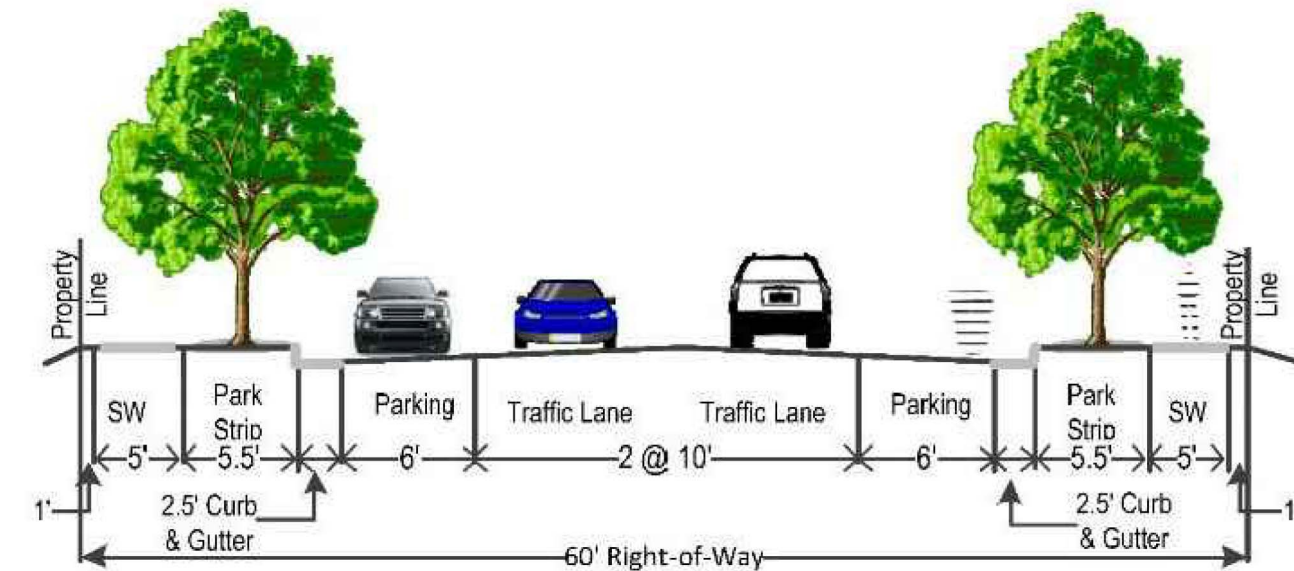 Property
Line
Property
Line
SW
Park
Strip
Parking
Traffic Lane
Traffic Lane
Parking
Park
Strip
SW
5'
5.5'
6'
2 @ 10'
6'
5.5'
5'
1'
2.5' Curb
& Gutter
2.5' Curb
& Gutter
1
60' Right-of-Way